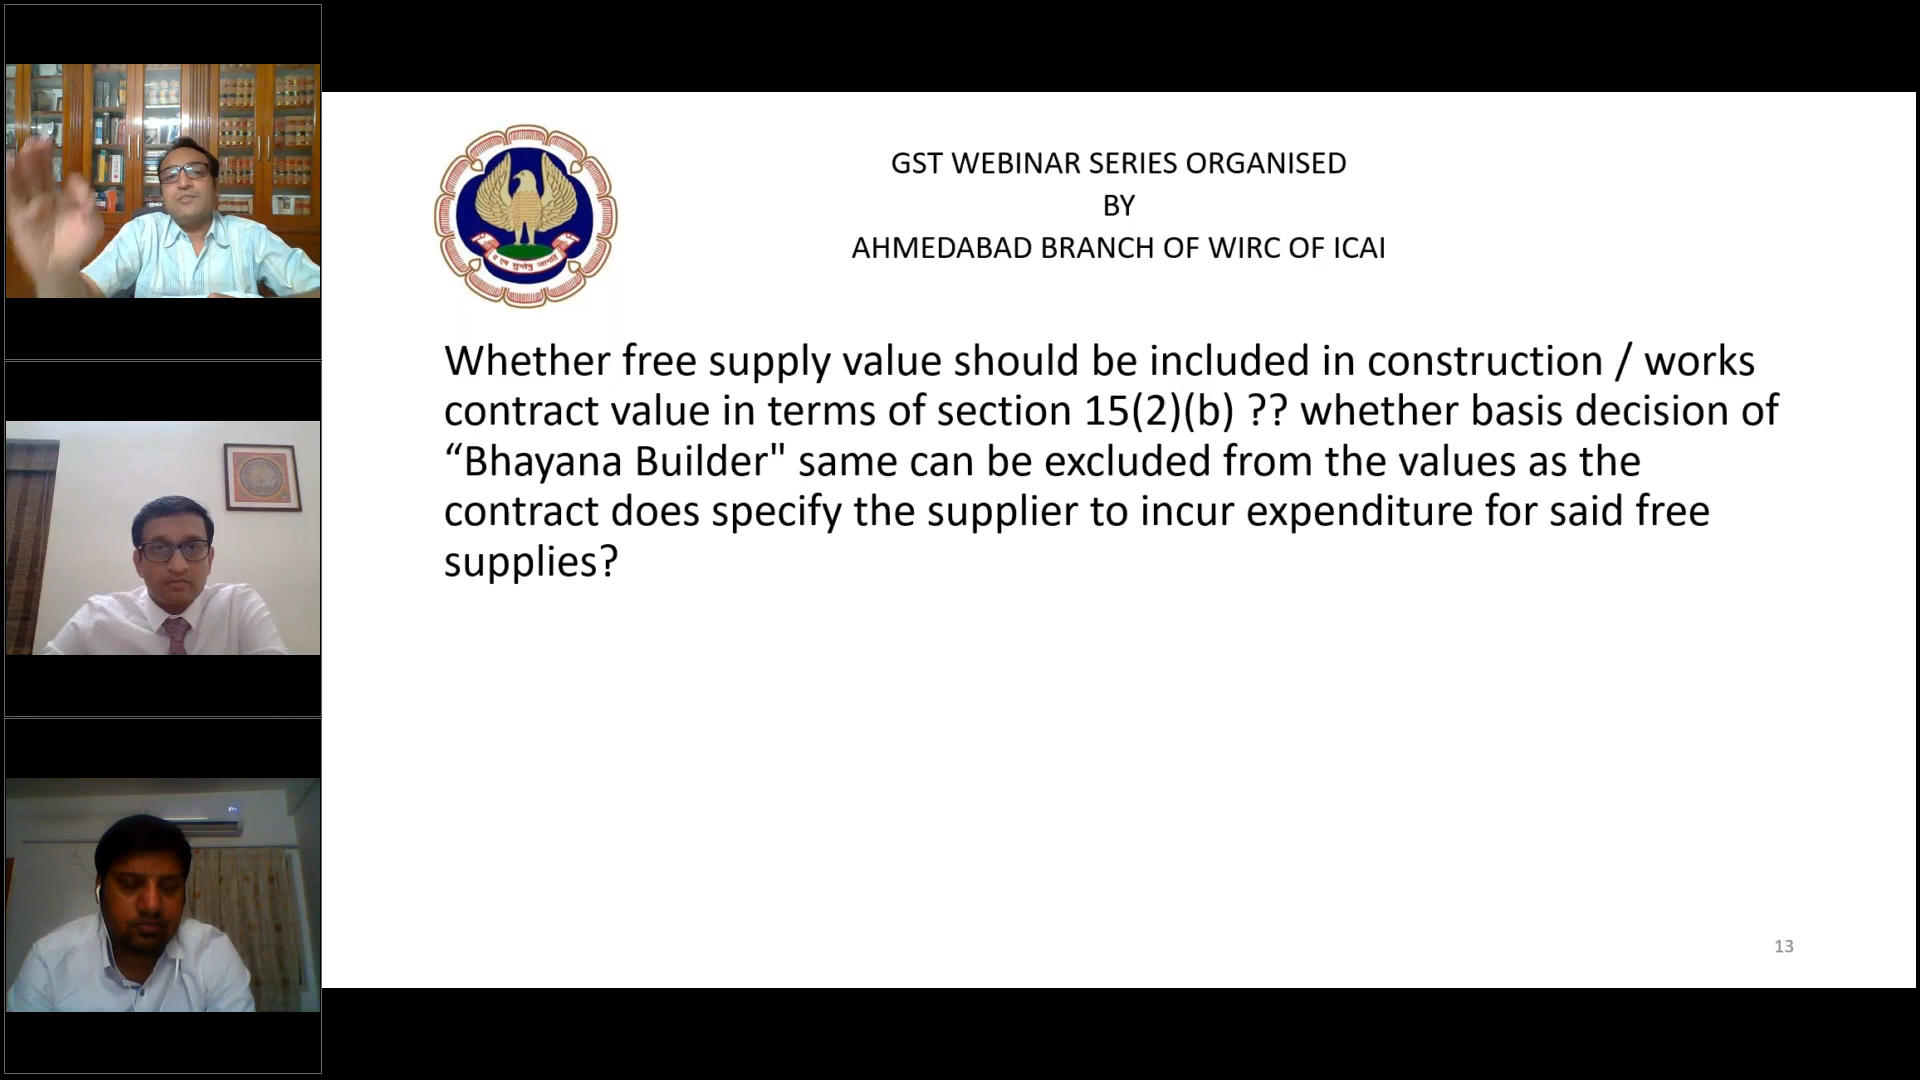 GST WEBINAR SERIES ORGANISED
BY
AHMEDABAD BRANCH OF WIRC OF ICAI
य एष सुप्तेषु जागर्ति
Whether free supply value should be included in construction / works
contract value in terms of section 15(2)(b) ?? whether basis decision of
“Bhayana Builder" same can be excluded from the values as the
contract does specify the supplier to incur expenditure for said free
supplies?
13